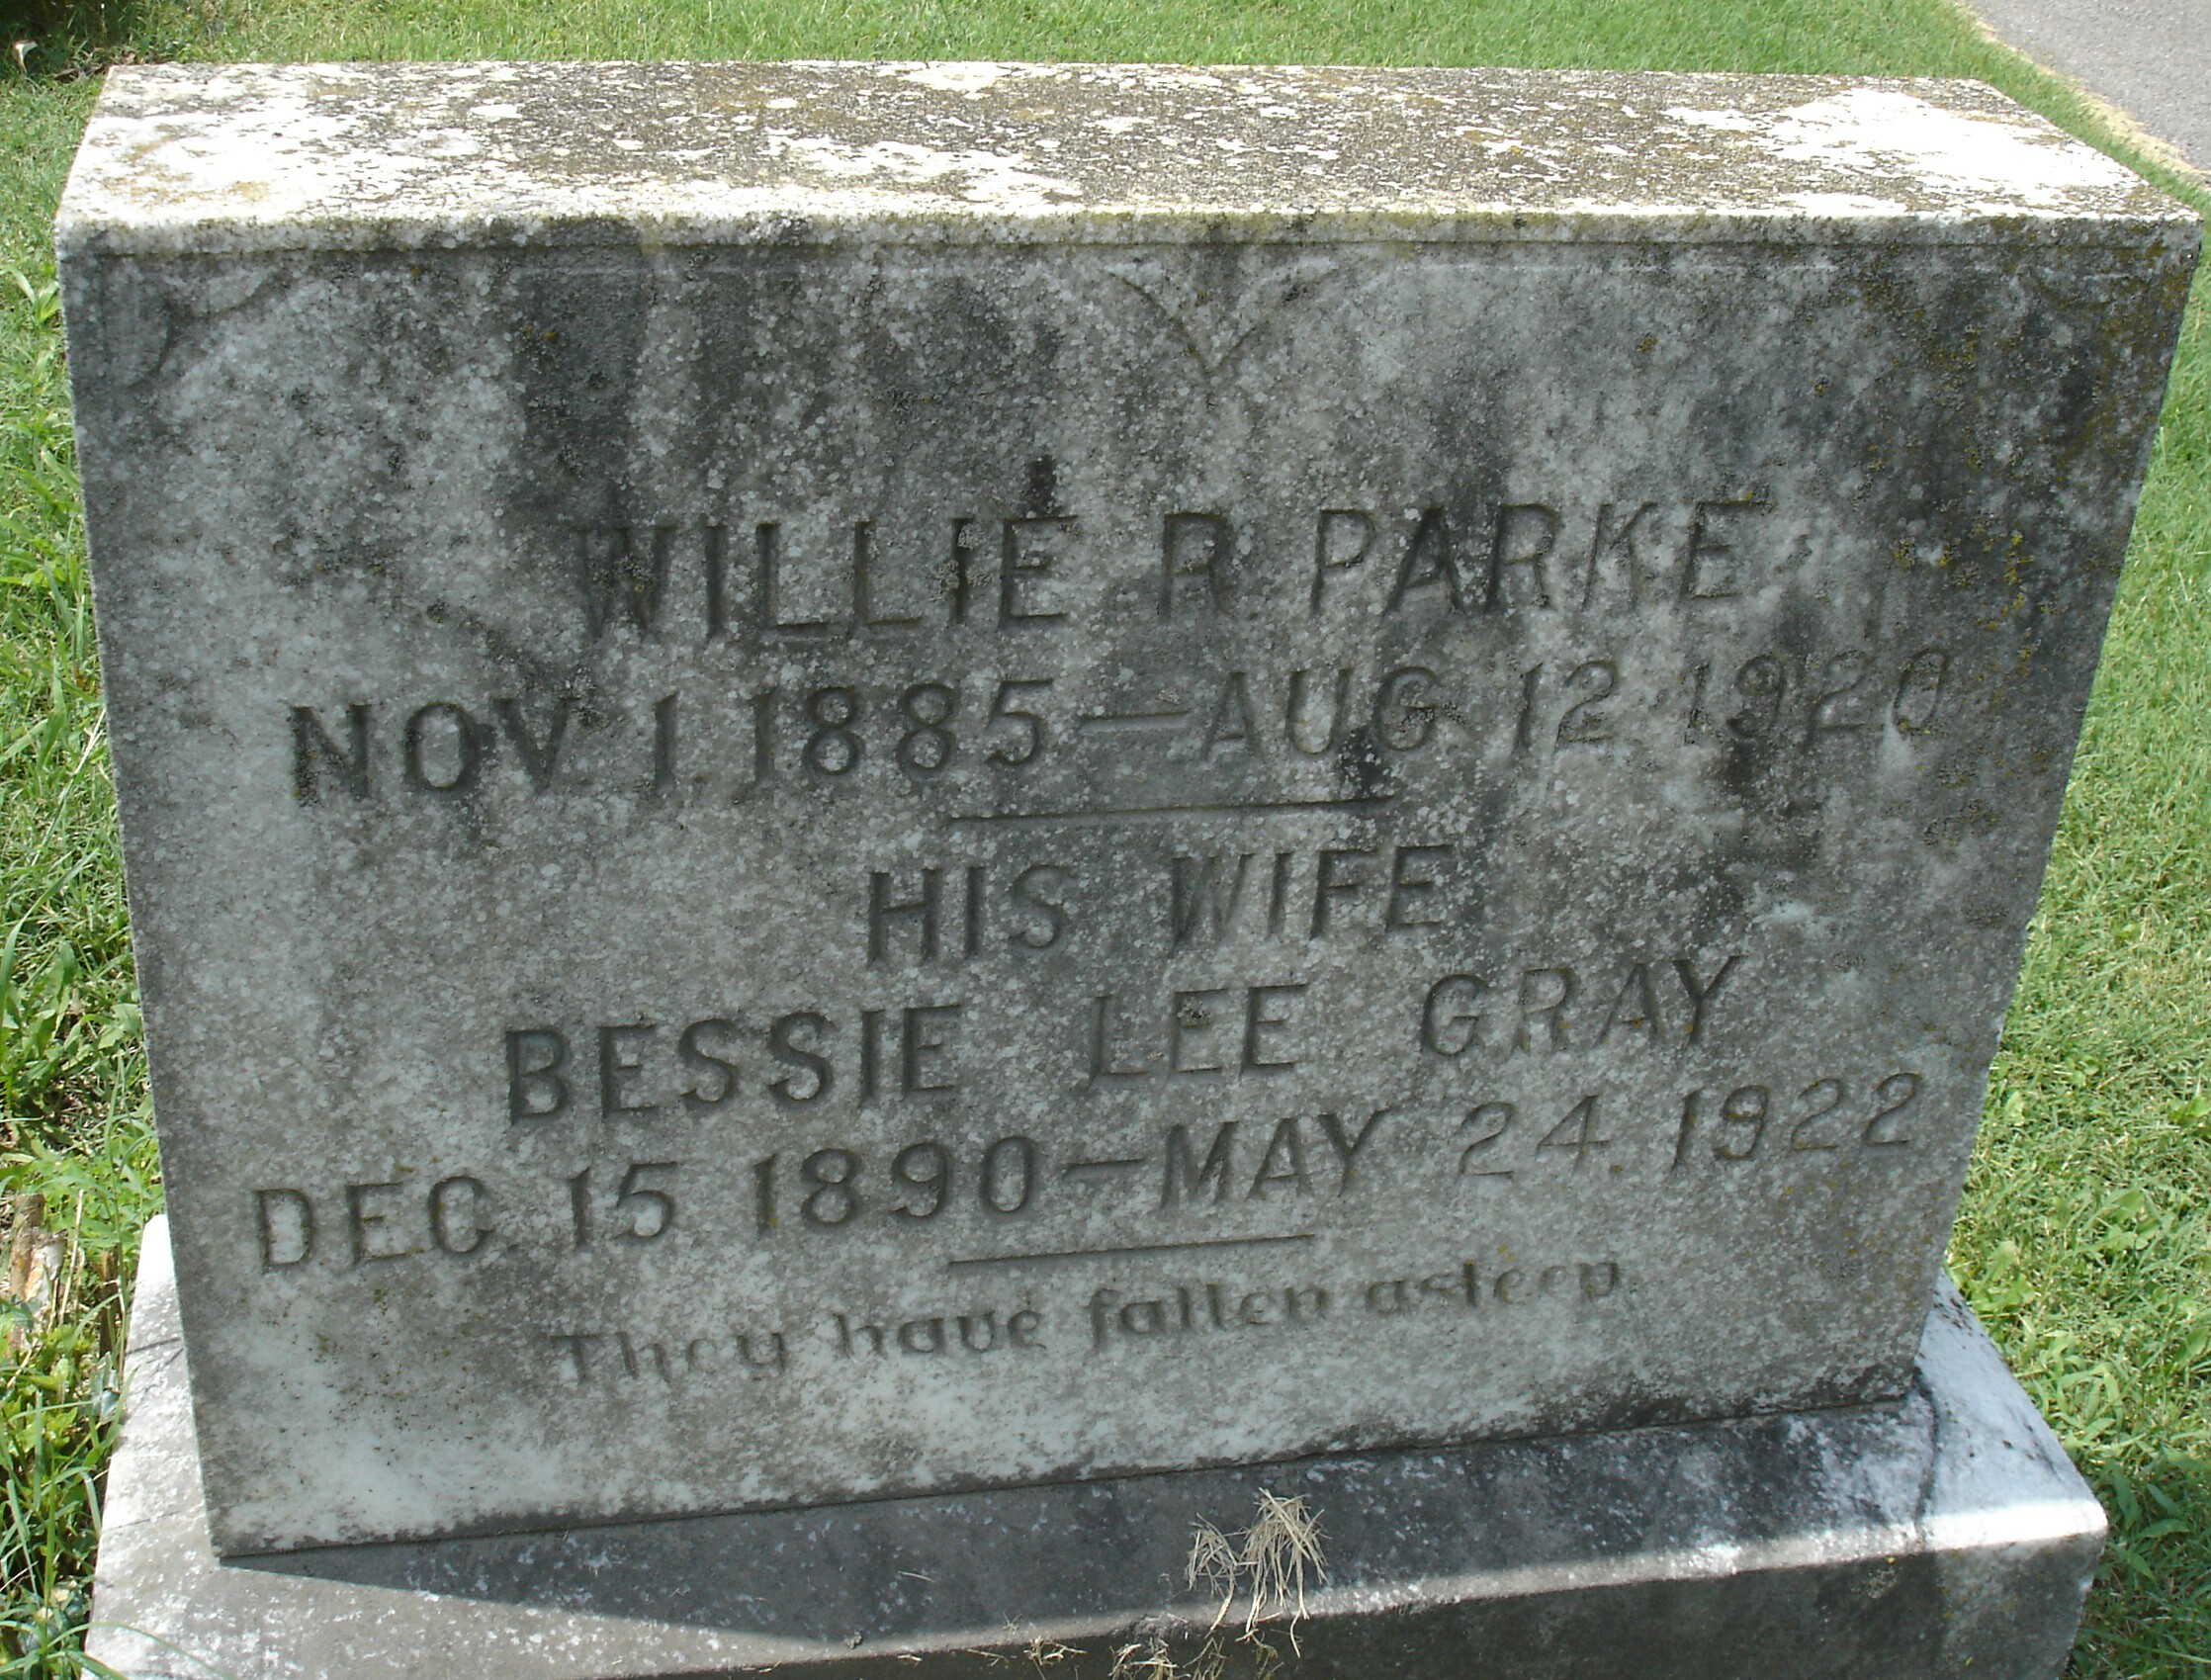 WILLIE R PARKE
NOV. 1. 1885 — AUG. 12. 1920
HIS WIFE
BESSIE LEE GRAY
DEC. 15 1890 — MAY 24. 1922
They have fallen asleep